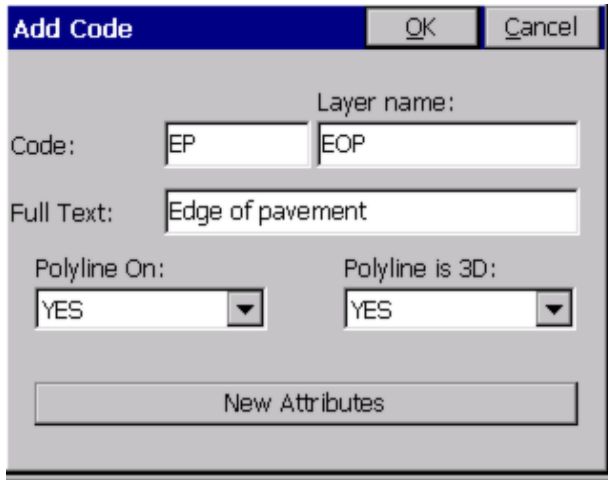 Add Code OK Cancel
Layer name:
Code: EP EOP
Full Text: Edge of pavement
Polyline On: Polyline is 3D:
YES YES
New Attributes